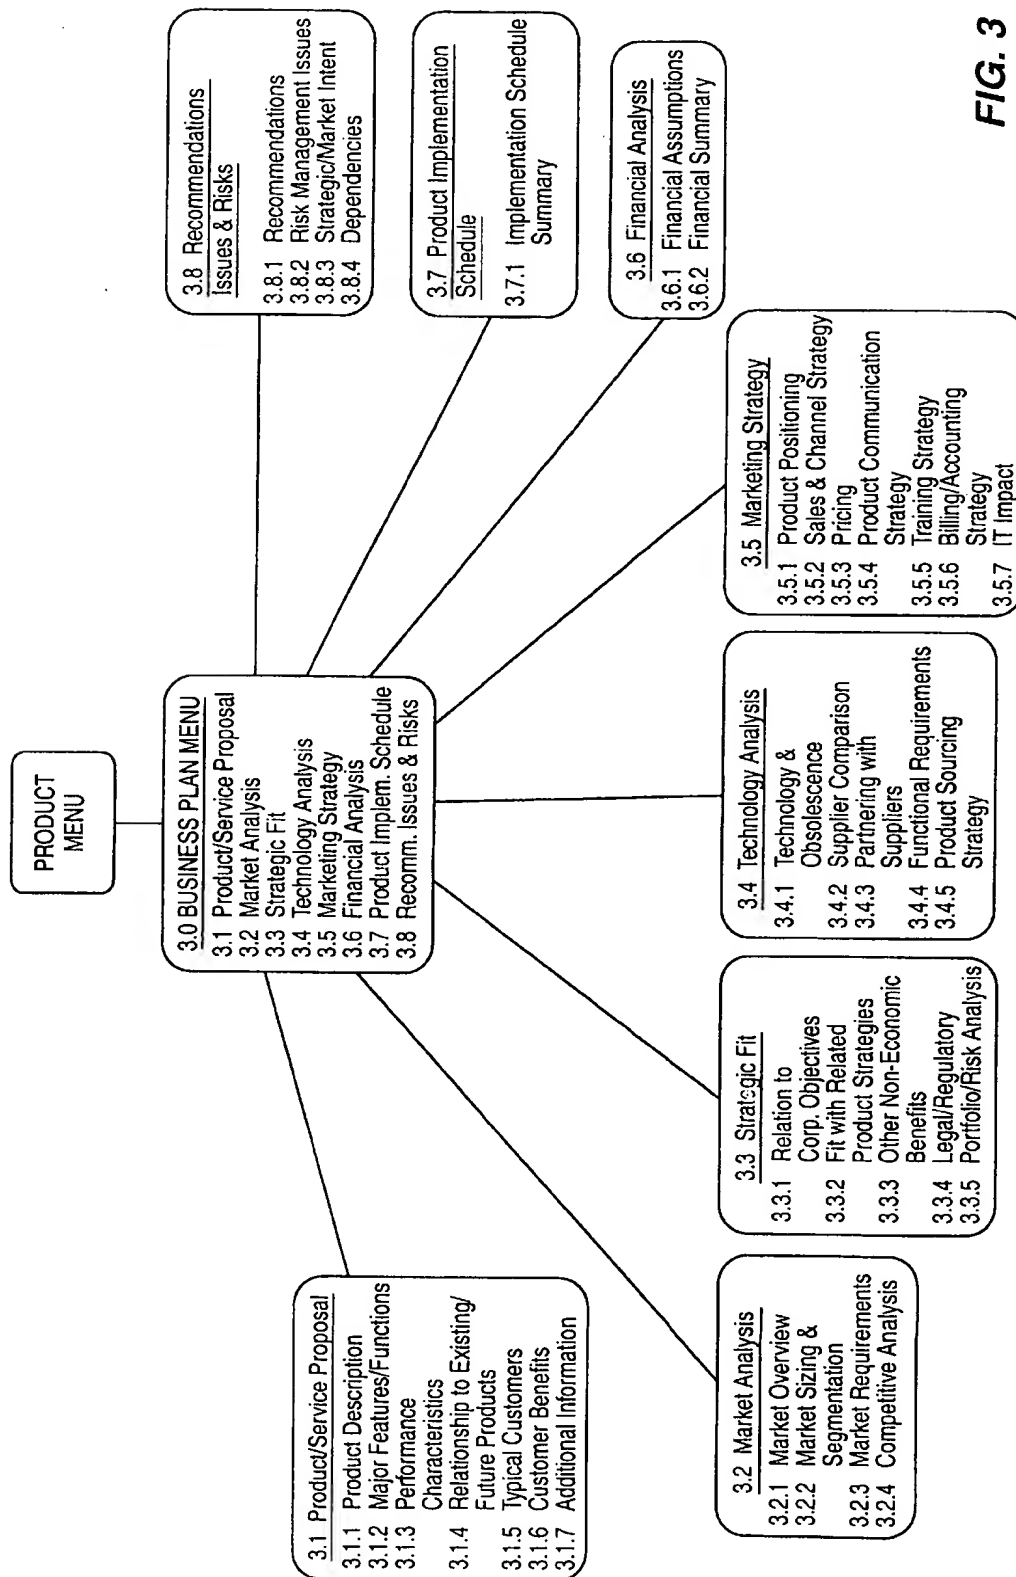 PRODUCT
MENU
3.0 BUSINESS PLAN MENU
3.1 Product/Service Proposal
3.2 Market Analysis
3.3 Strategic Fit
3.4 Technology Analysis
3.5 Marketing Strategy
3.6 Financial Analysis
3.7 Product Implem. Schedule
3.8 Recomm. Issues & Risks
3.1 Product/Service Proposal
3.1.1 Product Description
3.1.2 Major Features/Functions
3.1.3 Performance
Characteristics
3.1.4 Relationship to Existing/
Future Products
3.1.5 Typical Customers
3.1.6 Customer Benefits
3.1.7 Additional Information
3.2 Market Analysis
3.2.1 Market Overview
3.2.2 Market Sizing &
Segmentation
3.2.3 Market Requirements
3.2.4 Competitive Analysis
3.3 Strategic Fit
3.3.1 Relation to
Corp. Objectives
3.3.2 Fit with Related
Product Strategies
3.3.3 Other Non-Economic
Benefits
3.3.4 Legal/Regulatory
3.3.5 Portfolio/Risk Analysis
3.4 Technology Analysis
3.4.1 Technology &
Obsolescence
3.4.2 Supplier Comparison
3.4.3 Partnering with
Suppliers
3.4.4 Functional Requirements
3.4.5 Product Sourcing
Strategy
3.5 Marketing Strategy
3.5.1 Product Positioning
3.5.2 Sales & Channel Strategy
3.5.3 Pricing
3.5.4 Product Communication
Strategy
3.5.5 Training Strategy
3.5.6 Billing/Accounting
Strategy
3.5.7 IT Impact
3.6 Financial Analysis
3.6.1 Financial Assumptions
3.6.2 Financial Summary
3.7 Product Implementation
Schedule
3.7.1 Implementation Schedule
Summary
3.8 Recommendations
Issues & Risks
3.8.1 Recommendations
3.8.2 Risk Management Issues
3.8.3 Strategic/Market Intent
3.8.4 Dependencies
FIG. 3